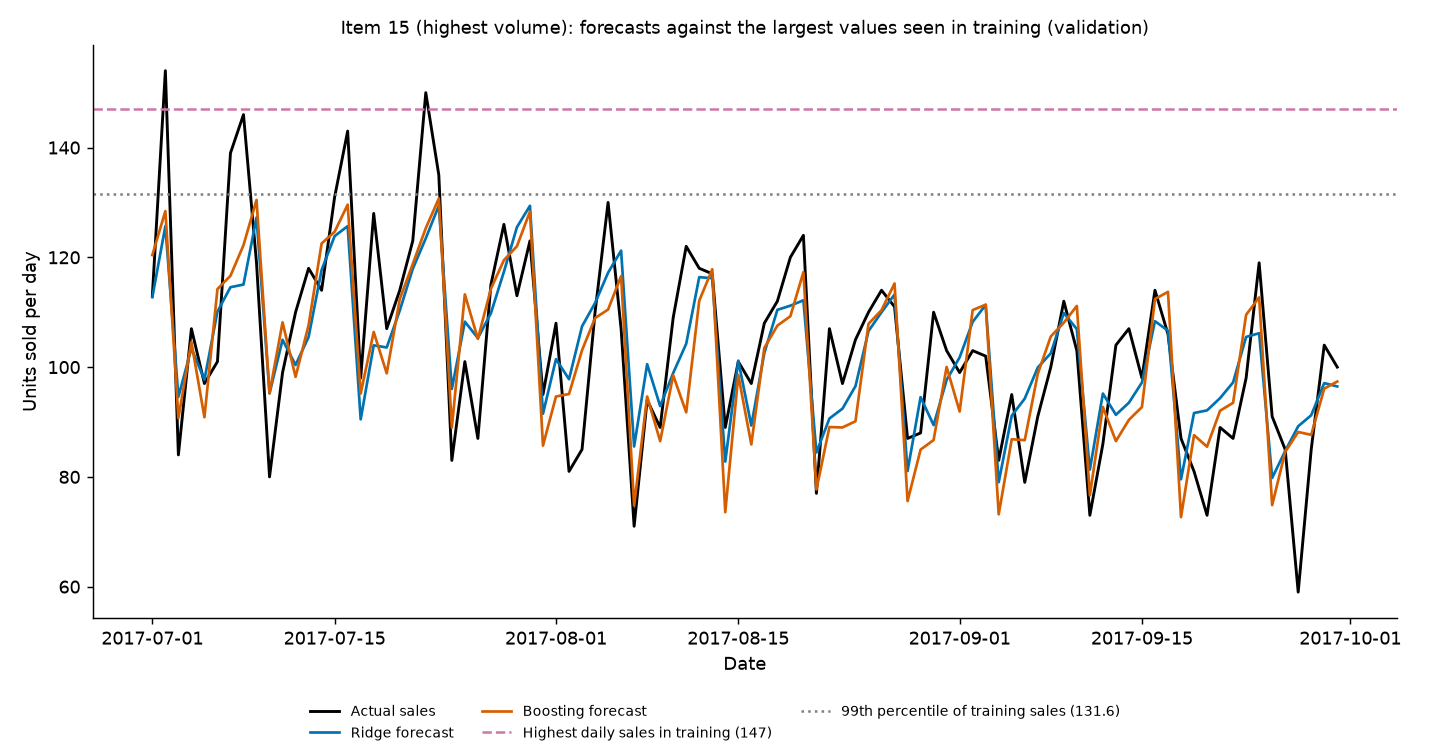 Item 15 (highest volume): forecasts against the largest values seen in training (validation)
Units sold per day
140
120
100
80
60
2017-07-01
2017-07-15
2017-08-01
2017-08-15
2017-09-01
2017-09-15
2017-10-01
Date
Actual sales
Ridge forecast
Boosting forecast
Highest daily sales in training (147)
99th percentile of training sales (131.6)